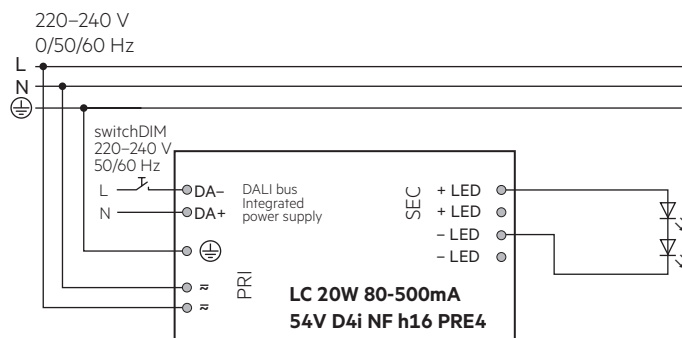 220–240 V
0/50/60 Hz
L
N
switchDIM
220–240 V
50/60 Hz
L
N
DA–
DA+
DALI bus
Integrated
power supply
PRI
≂
≂
SEC
+ LED
+ LED
– LED
– LED
LC 20W 80-500mA
54V D4i NF h16 PRE4